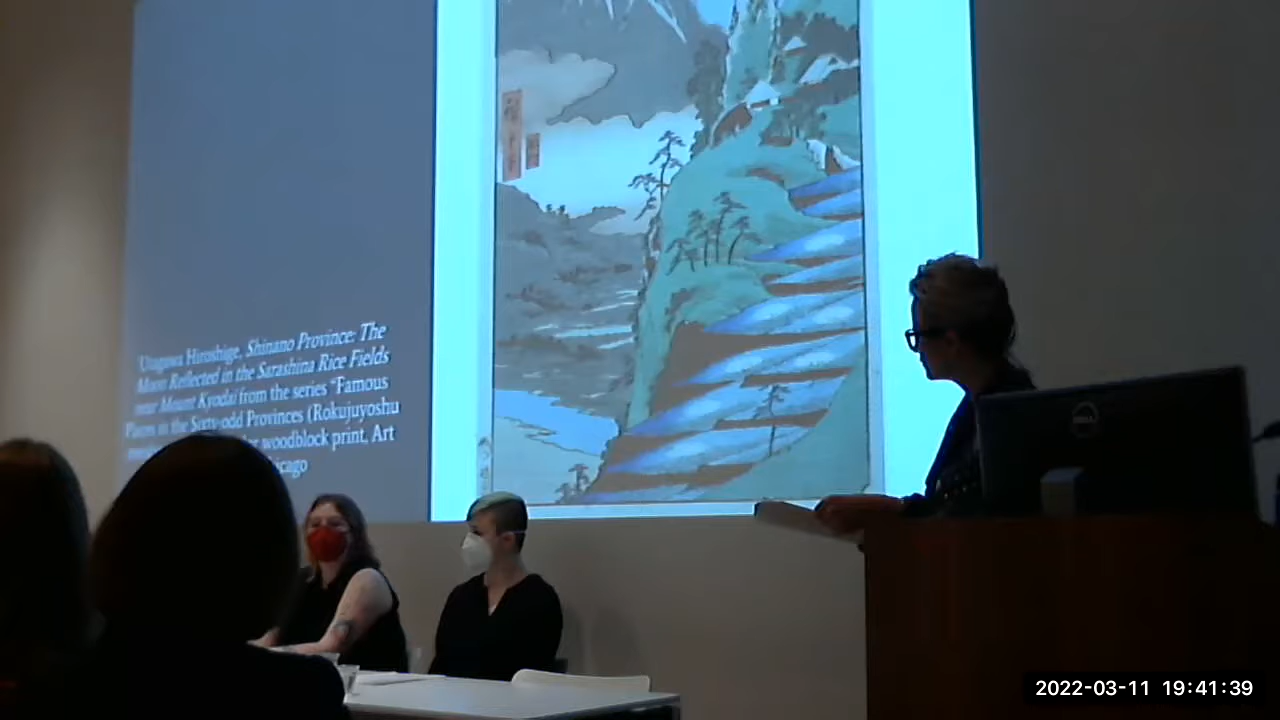 Utagawa Hiroshige, Shinano Province: The
Moon Reflected in the Sarashina Rice Fields
near Mount Kyodai from the series "Famous
Places in the Sixty-odd Provinces (Rokujuyoshu
woodblock print, Art
DELL
2022-03-11 19:41:39